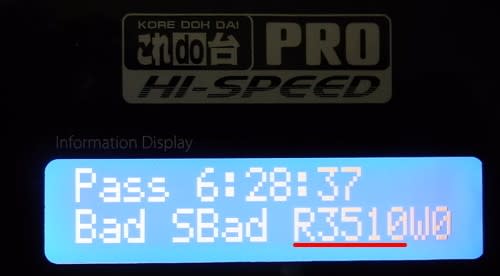 KORE DOH DAI
これdo台 PRO
HI-SPEED
Information Display
Pass 6:28:37
Bad SBad R3510W0